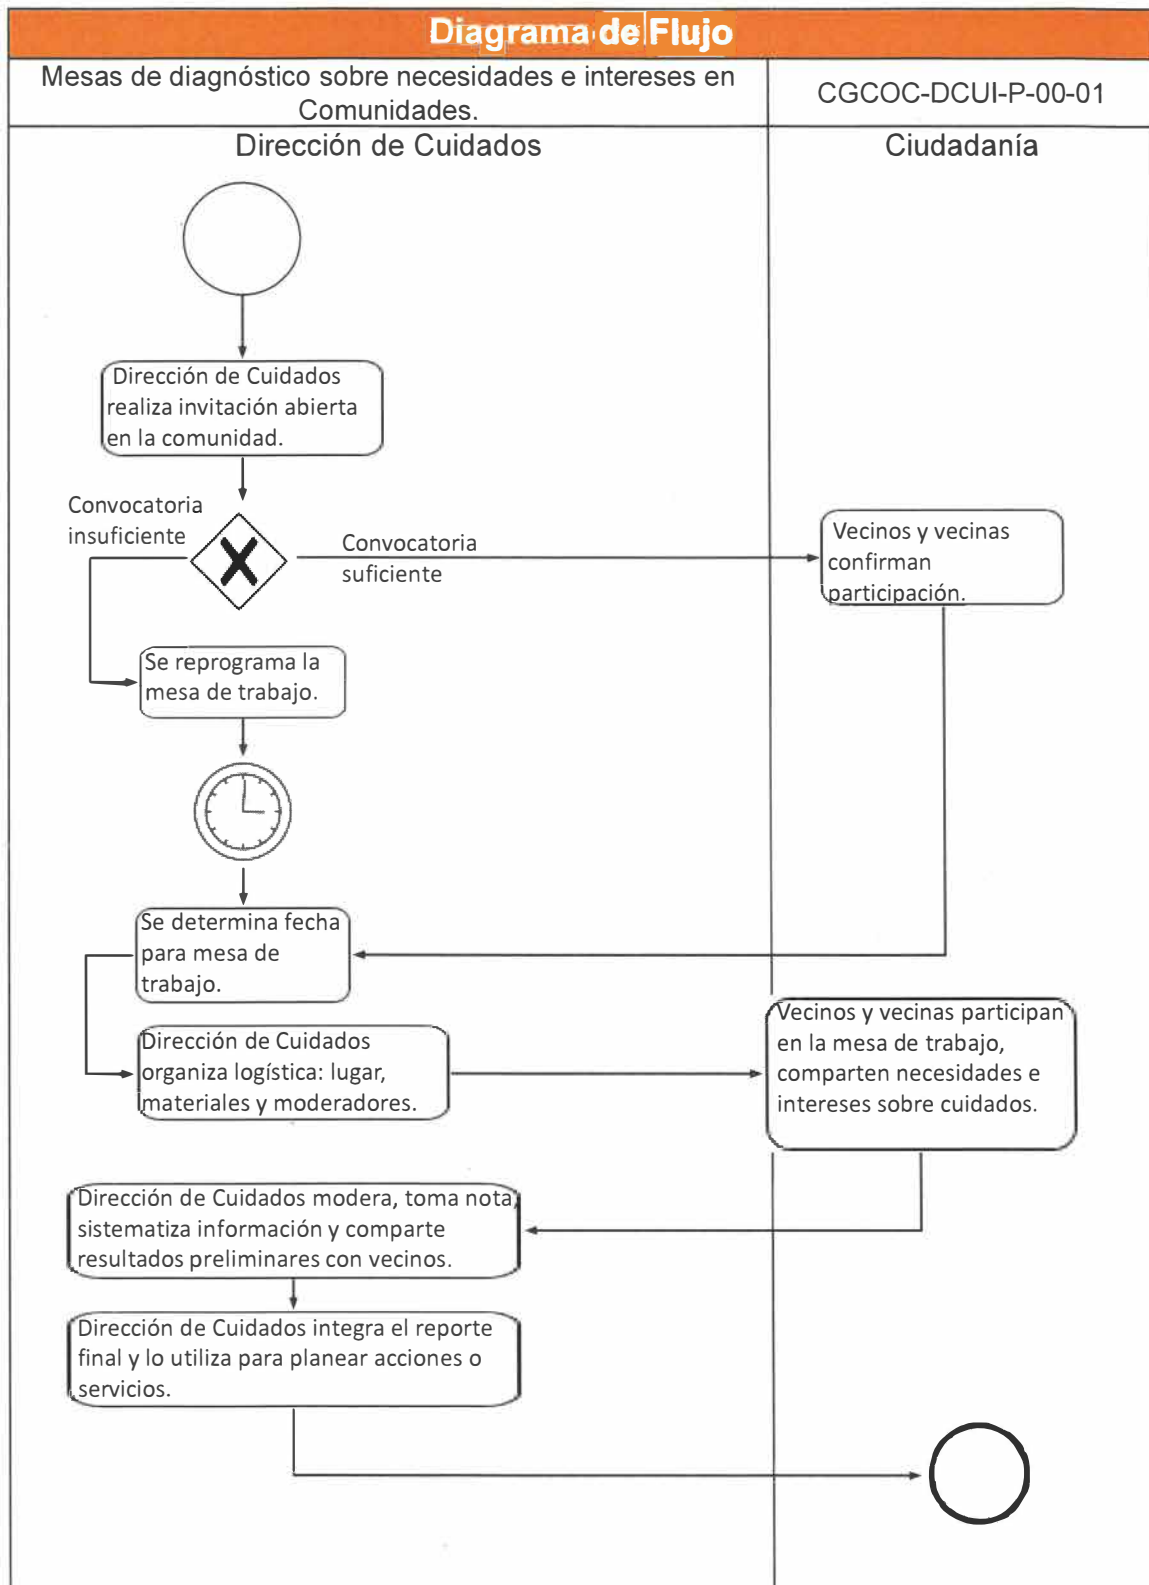 Diagrama de Flujo
Mesas de diagnóstico sobre necesidades e intereses en
Comunidades.
CGCOC-DCUI-P-00-01
Dirección de Cuidados
Ciudadanía
Dirección de Cuidados
realiza invitación abierta
en la comunidad.
Convocatoria
insuficiente
Convocatoria
suficiente
Vecinos y vecinas
confirman
participación.
Se reprograma la
mesa de trabajo.
Se determina fecha
para mesa de
trabajo.
Dirección de Cuidados
organiza logística: lugar,
materiales y moderadores.
Vecinos y vecinas participan
en la mesa de trabajo,
comparten necesidades e
intereses sobre cuidados.
Dirección de Cuidados modera, toma nota,
sistematiza información y comparte
resultados preliminares con vecinos.
Dirección de Cuidados integra el reporte
final y lo utiliza para planear acciones o
servicios.